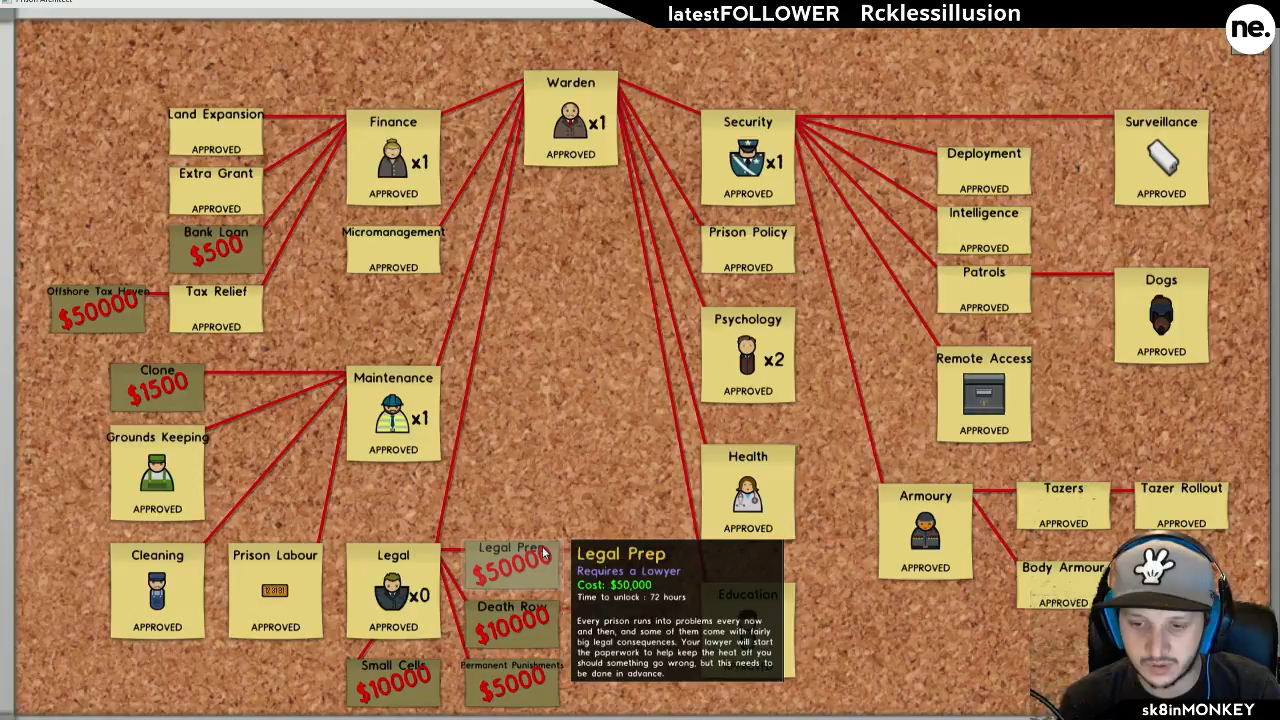 Prison Architect
latestFOLLOWER Rcklessillusion
ne.
Warden
x1
APPROVED
Land Expansion
APPROVED
Extra Grant
APPROVED
Bank Loan
$500
Offshore Tax Haven
$50000
Tax Relief
APPROVED
Finance
x1
APPROVED
Micromanagement
APPROVED
Clone
$1500
Maintenance
x1
APPROVED
Grounds Keeping
APPROVED
Cleaning
APPROVED
Prison Labour
APPROVED
Legal
x0
APPROVED
Small Cells
$10000
Legal Prep
$50000
Death Row
$10000
Permanent Punishments
$5000
Legal Prep
Requires a Lawyer
Cost: $50,000
Time to unlock : 72 hours
Every prison runs into problems every now
and then, and some of them come with fairly
big legal consequences. Your lawyer will start
the paperwork to help keep the heat off you
should something go wrong, but this needs to
be done in advance.
Security
x1
APPROVED
Prison Policy
APPROVED
Psychology
x2
APPROVED
Health
APPROVED
Education
Deployment
APPROVED
Intelligence
APPROVED
Patrols
APPROVED
Remote Access
APPROVED
Surveillance
APPROVED
Dogs
APPROVED
Armoury
APPROVED
Tazers
APPROVED
Tazer Rollout
APPROVED
Body Armour
APPROVED
sk8inMONKEY